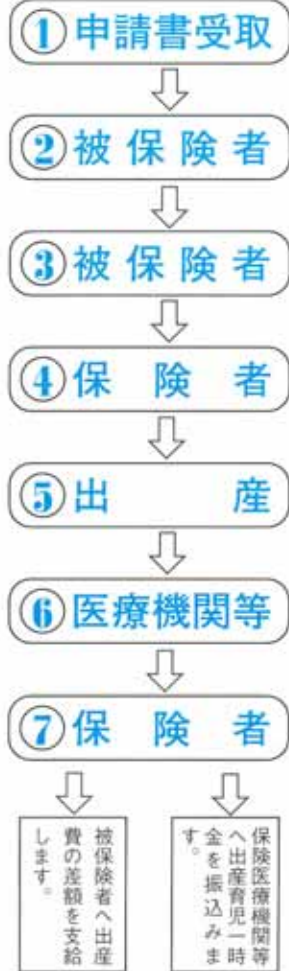 ①申請書受取
②被保険者
③被保険者
④保険者
⑤出産
⑥医療機関等
⑦保険者
保険医療機関等
へ出産育児一時
金を振込みま
す。
被保険者へ出産
費の差額を支給
します。